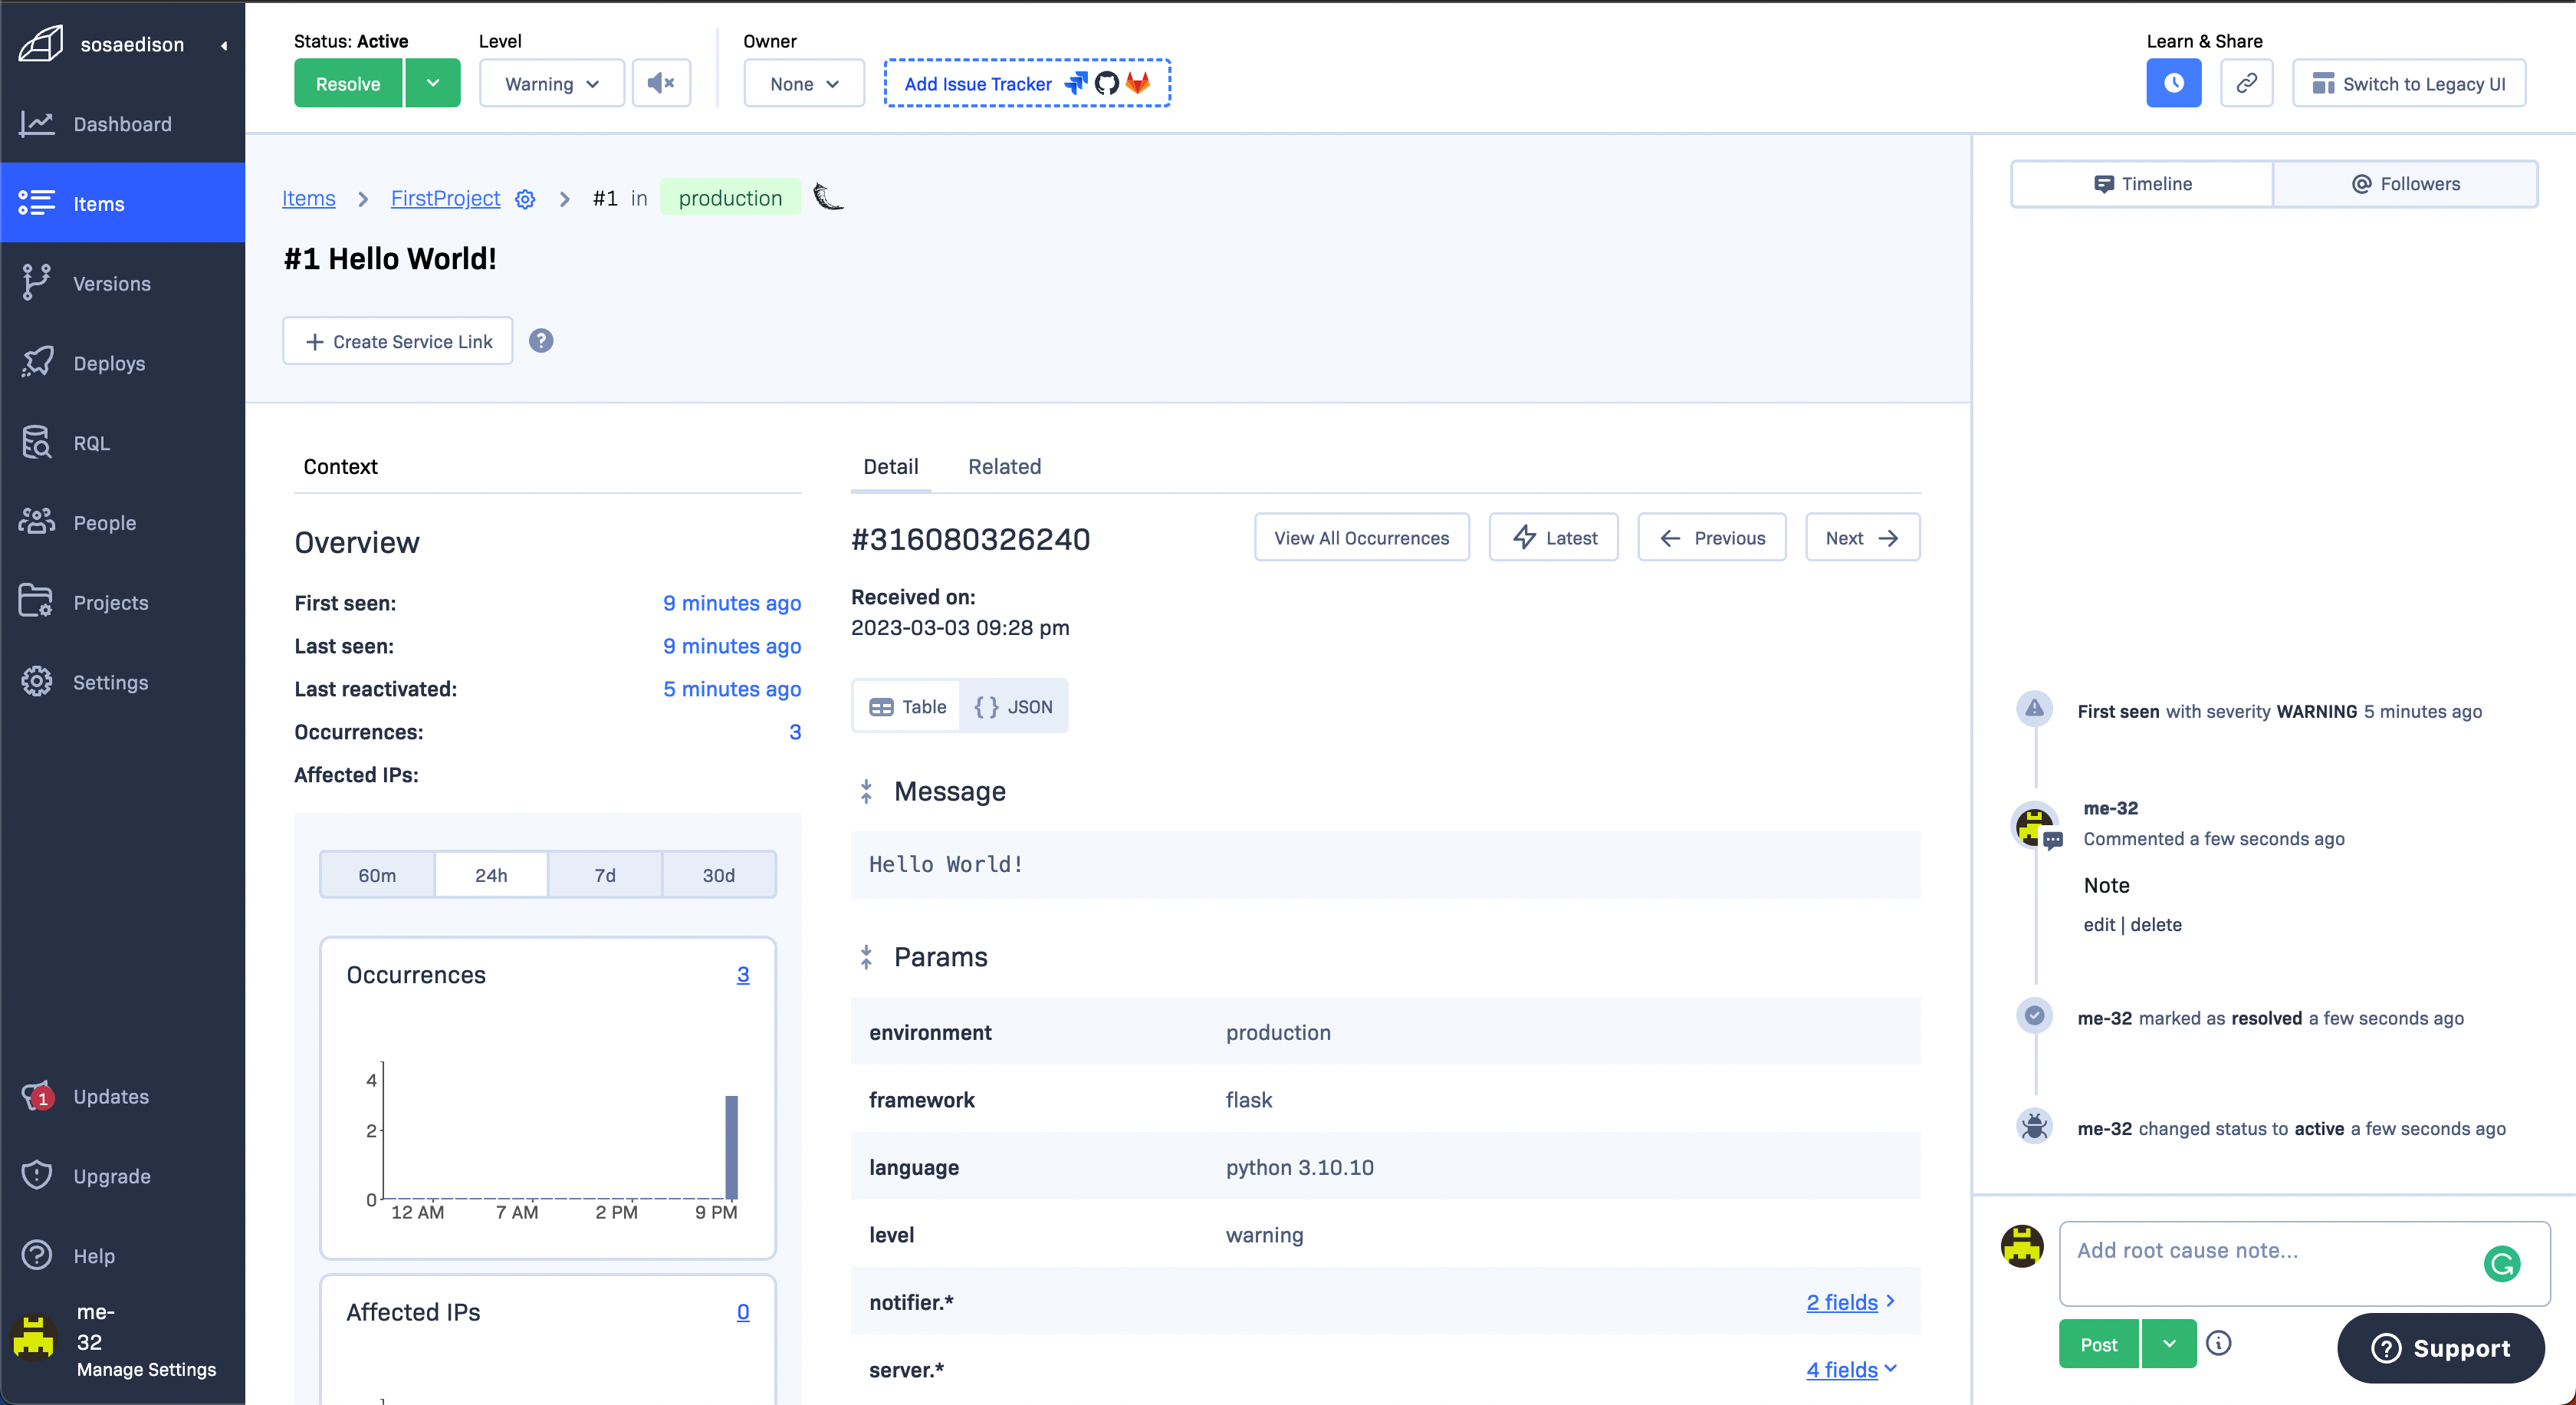 sosaedison
Dashboard
Items
Versions
Deploys
RQL
People
Projects
Settings
1
Updates
Upgrade
Help
me-
32
Manage Settings
Status: Active
Resolve
Level
Warning
Owner
None
Add Issue Tracker
Learn & Share
Switch to Legacy UI
Items
FirstProject
#1 in production
#1 Hello World!
+ Create Service Link
?
Context
Overview
First seen: 9 minutes ago
Last seen: 9 minutes ago
Last reactivated: 5 minutes ago
Occurrences: 3
Affected IPs:
60m 24h 7d 30d
Occurrences 3
4
2
0
12 AM 7 AM 2 PM 9 PM
Affected IPs 0
Detail Related
#316080326240
View All Occurrences
Latest
Previous
Next
Received on:
2023-03-03 09:28 pm
Table
{ } JSON
Message
Hello World!
Params
environment production
framework flask
language python 3.10.10
level warning
notifier.* 2 fields
server.* 4 fields
Timeline
@ Followers
First seen with severity WARNING 5 minutes ago
me-32
Commented a few seconds ago
Note
edit | delete
me-32 marked as resolved a few seconds ago
me-32 changed status to active a few seconds ago
Add root cause note...
Post
? Support